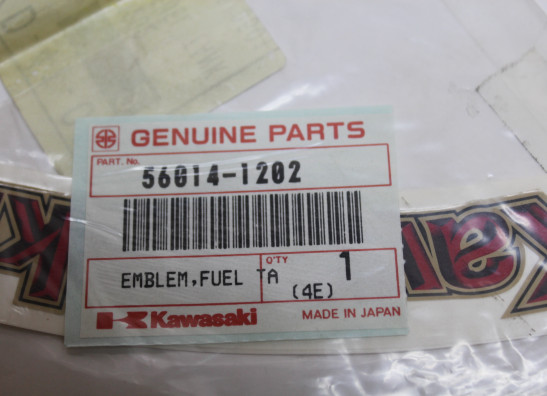 GENUINE PARTS
PART. No.
56014-1202
EMBLEM,FUEL TA
Q'TY
1
(4E)
Kawasaki
MADE IN JAPAN